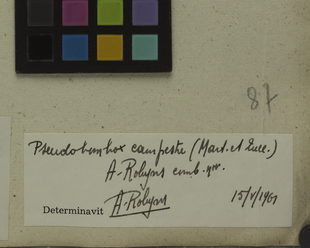 87
Pseudobombax campestre (Mart. et Zucc.)
A. Robyns comb. nov.
Determinavit A. Robyns 15/V/1961